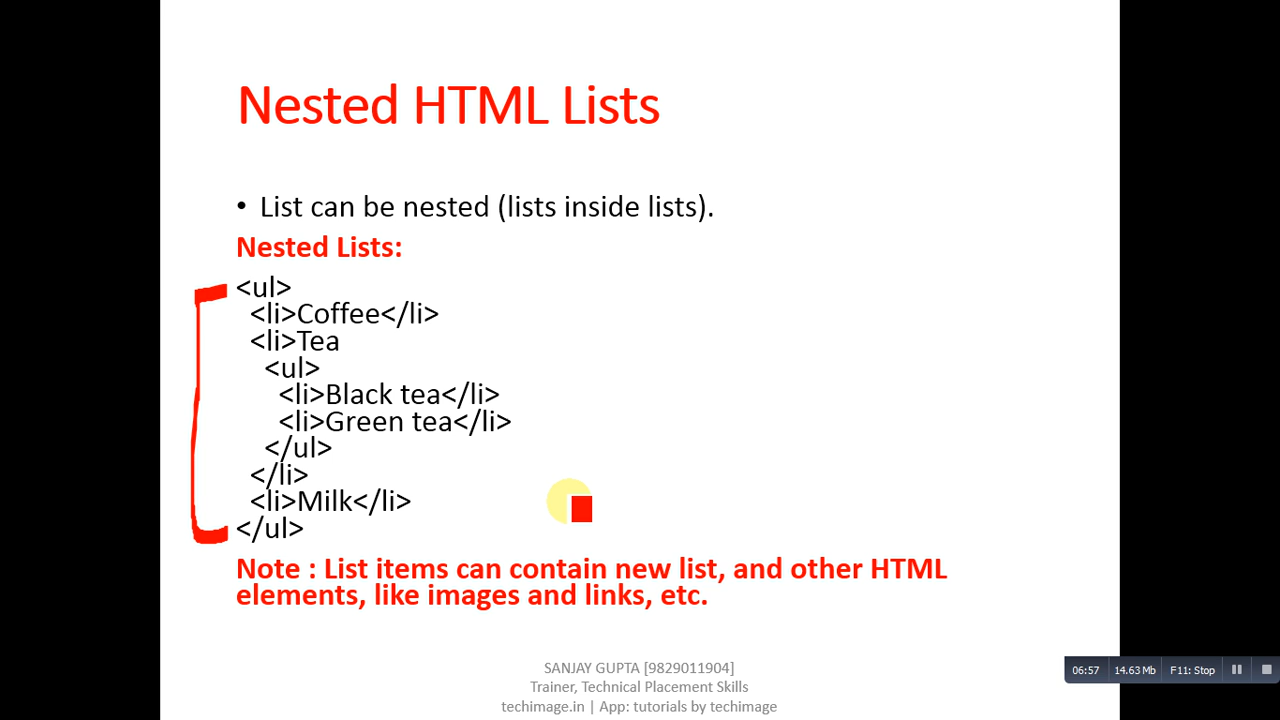 Nested HTML Lists
• List can be nested (lists inside lists).
Nested Lists:
<ul>
<li>Coffee</li>
<li>Tea
<ul>
<li>Black tea</li>
<li>Green tea</li>
</ul>
</li>
<li>Milk</li>
</ul>
Note : List items can contain new list, and other HTML
elements, like images and links, etc.
SANJAY GUPTA [9829011904]
Trainer, Technical Placement Skills
techimage.in | App: tutorials by techimage
06:57 14.63 Mb F11: Stop